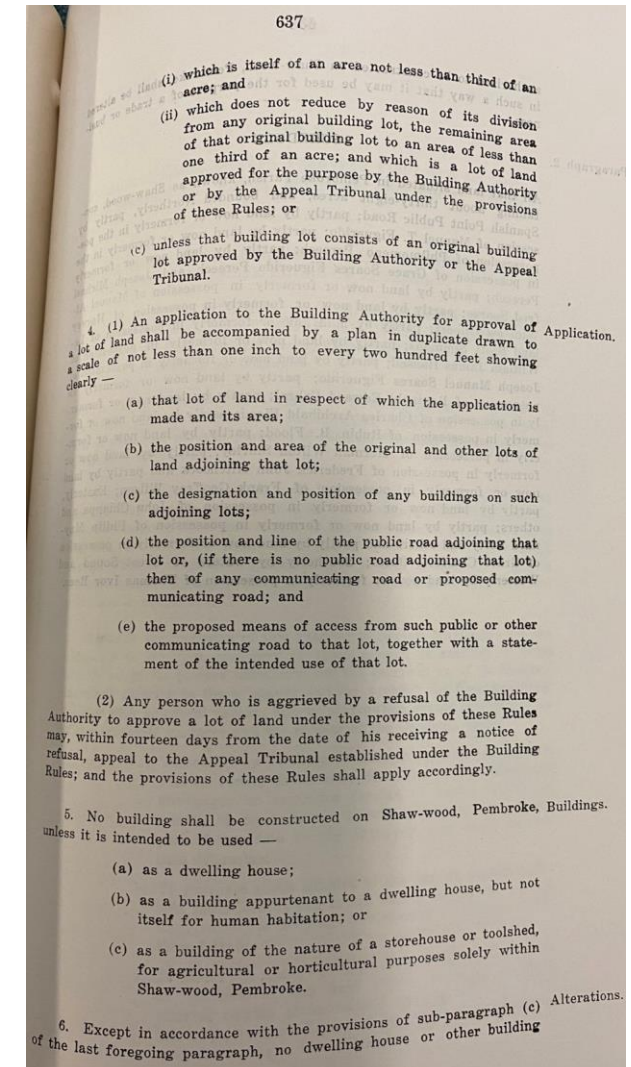 637
(i) which is itself of an area not less than third of an
acre; and
(ii) which does not reduce by reason of its division
from any original building lot, the remaining area
of that original building lot to an area of less than
one third of an acre; and which is a lot of land
approved for the purpose by the Building Authority
or by the Appeal Tribunal under the provisions
of these Rules; or
(c) unless that building lot consists of an original building
lot approved by the Building Authority or the Appeal
Tribunal.
4. (1) An application to the Building Authority for approval of Application.
a lot of land shall be accompanied by a plan in duplicate drawn to
a scale of not less than one inch to every two hundred feet showing
clearly —
(a) that lot of land in respect of which the application is
made and its area;
(b) the position and area of the original and other lots of
land adjoining that lot;
(c) the designation and position of any buildings on such
adjoining lots;
(d) the position and line of the public road adjoining that
lot or, (if there is no public road adjoining that lot)
then of any communicating road or proposed com-
municating road; and
(e) the proposed means of access from such public or other
communicating road to that lot, together with a state-
ment of the intended use of that lot.
(2) Any person who is aggrieved by a refusal of the Building
Authority to approve a lot of land under the provisions of these Rules
may, within fourteen days from the date of his receiving a notice of
refusal, appeal to the Appeal Tribunal established under the Building
Rules; and the provisions of these Rules shall apply accordingly.
5. No building shall be constructed on Shaw-wood, Pembroke, Buildings.
unless it is intended to be used —
(a) as a dwelling house;
(b) as a building appurtenant to a dwelling house, but not
itself for human habitation; or
(c) as a building of the nature of a storehouse or toolshed,
for agricultural or horticultural purposes solely within
Shaw-wood, Pembroke.
6. Except in accordance with the provisions of sub-paragraph (c) Alterations.
of the last foregoing paragraph, no dwelling house or other building